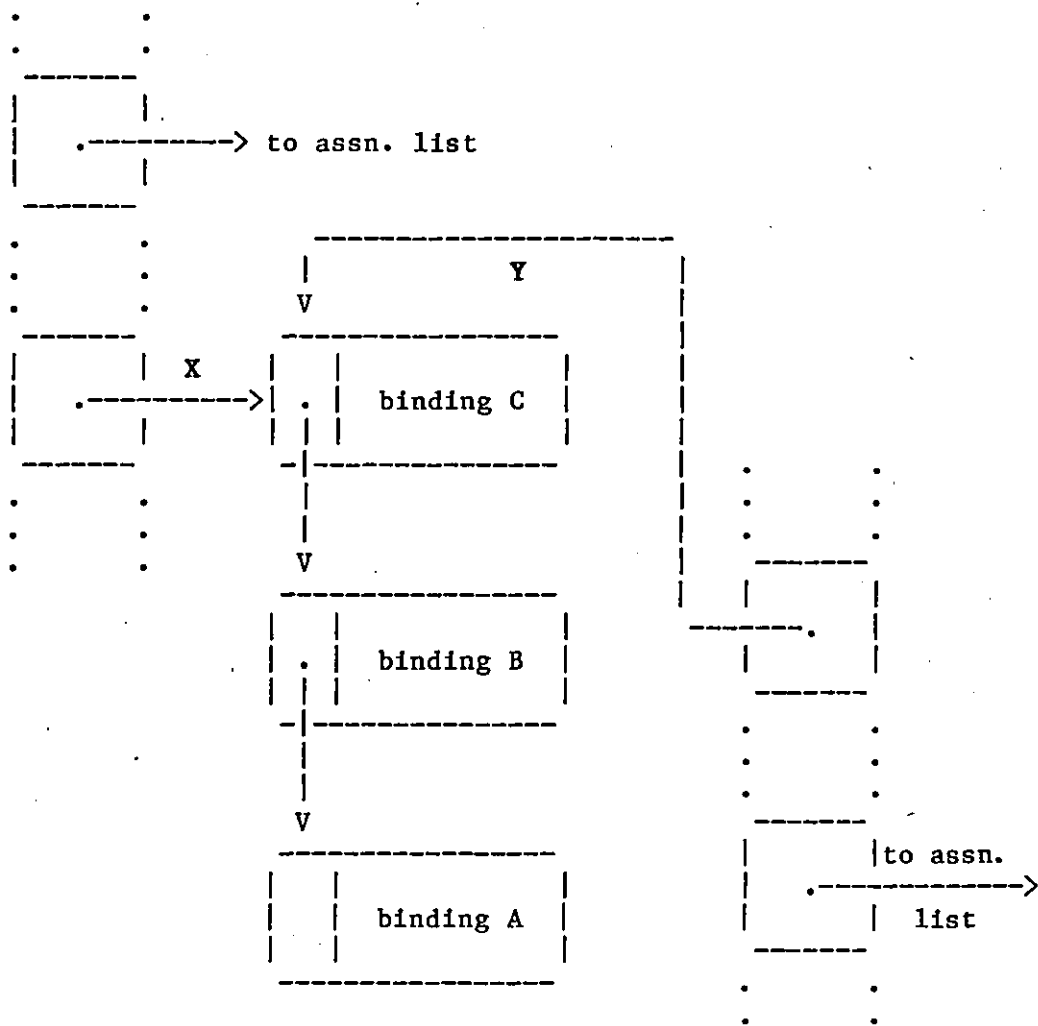 to assn. list
Y
V
X
binding C
V
binding B
V
binding A
to assn.
list